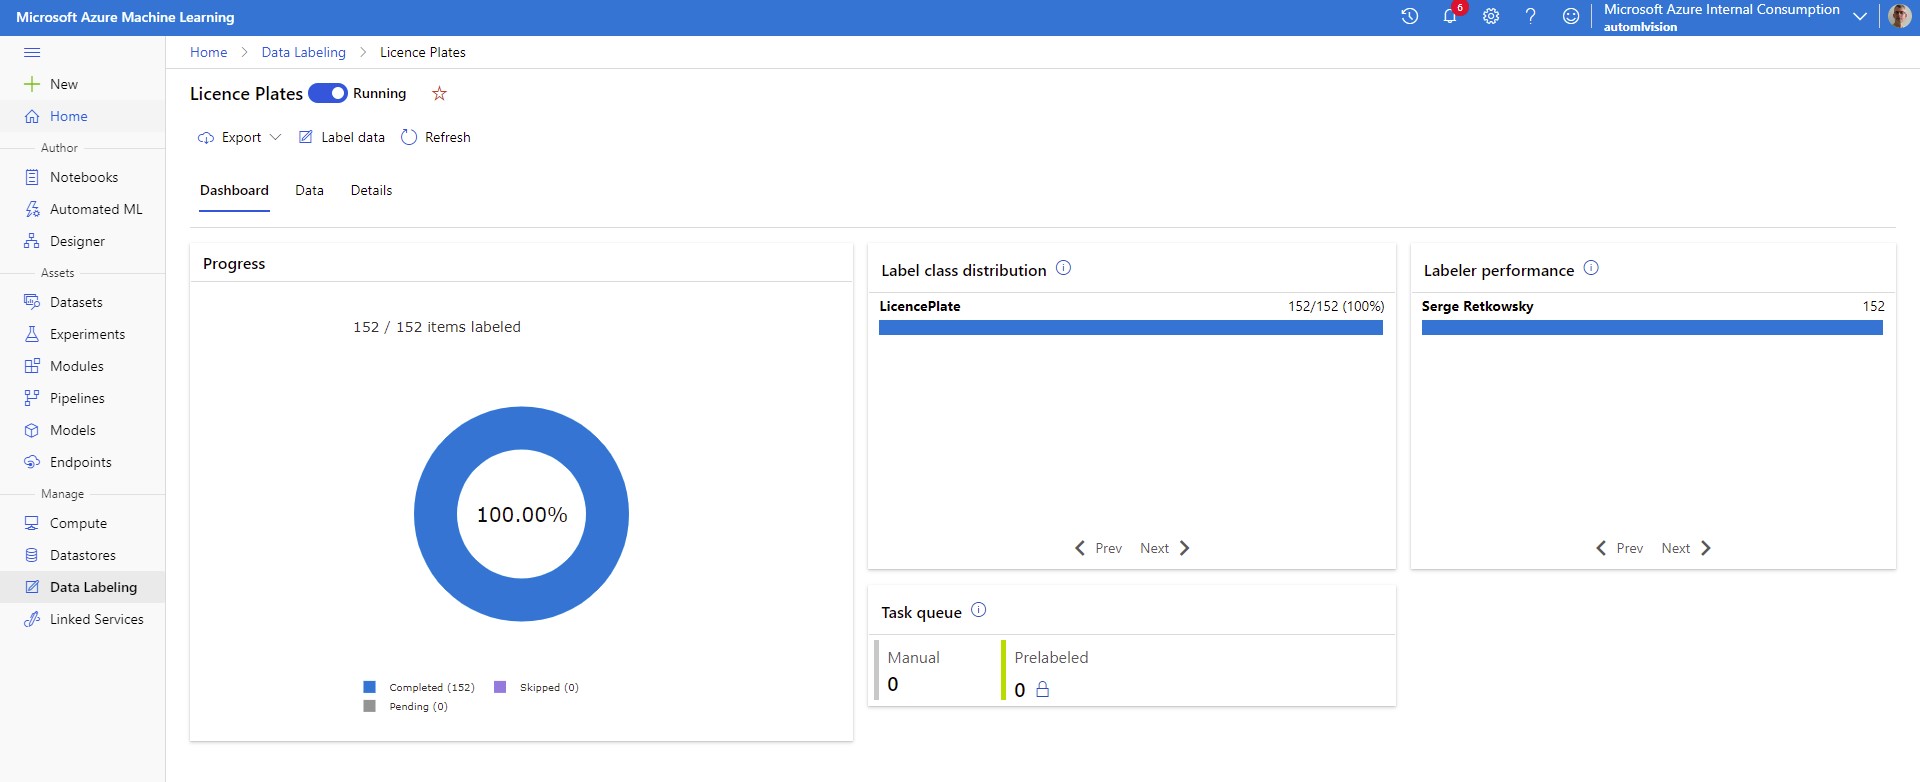 Microsoft Azure Machine Learning
6
Microsoft Azure Internal Consumption
automlvision
New
Home
Author
Notebooks
Automated ML
Designer
Assets
Datasets
Experiments
Modules
Pipelines
Models
Endpoints
Manage
Compute
Datastores
Data Labeling
Linked Services
Home > Data Labeling > Licence Plates
Licence Plates Running
Export Label data Refresh
Dashboard Data Details
Progress
152 / 152 items labeled
100.00%
Completed (152) Skipped (0)
Pending (0)
Label class distribution
LicencePlate 152/152 (100%)
Prev Next
Labeler performance
Serge Retkowsky 152
Prev Next
Task queue
Manual Prelabeled
0 0